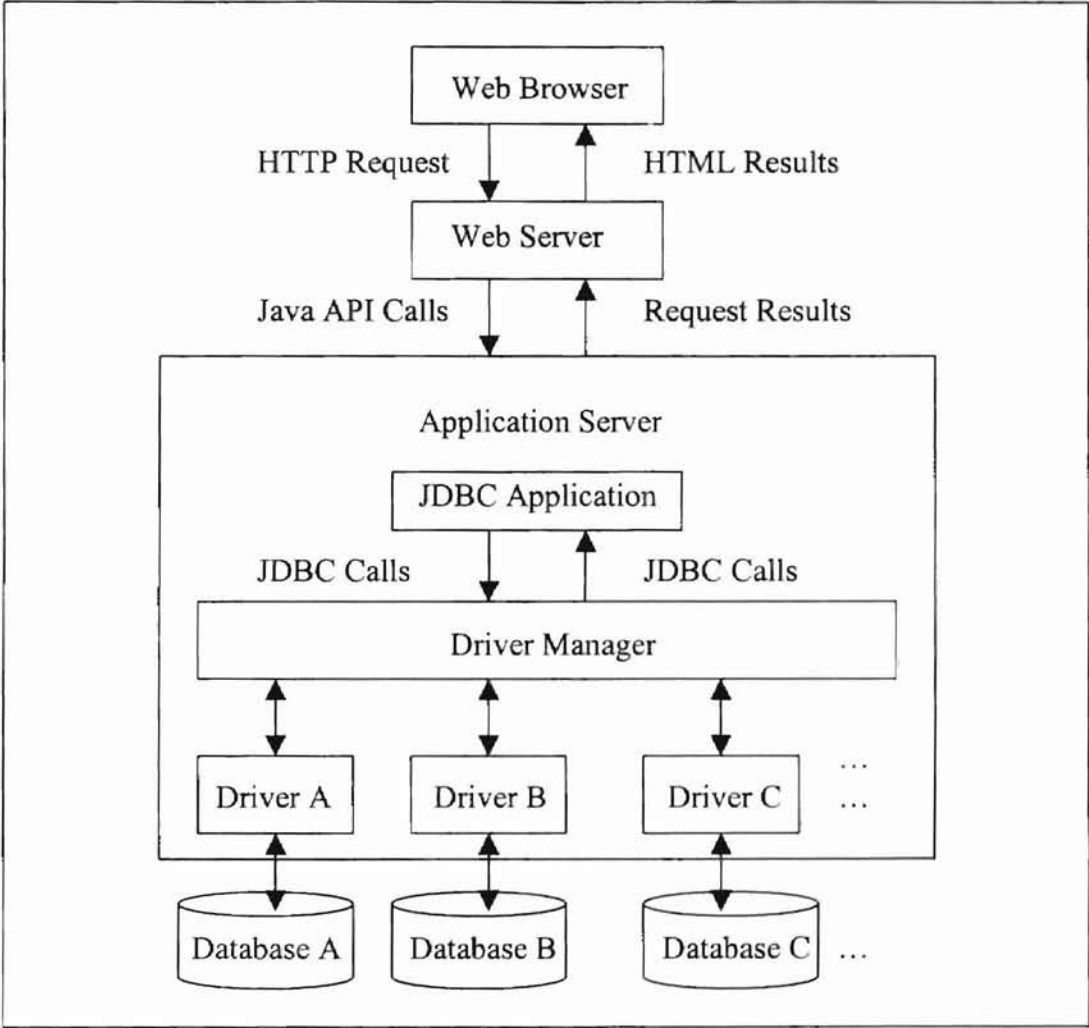 Web Browser
HTTP Request
HTML Results
Web Server
Java API Calls
Request Results
Application Server
JDBC Application
JDBC Calls
JDBC Calls
Driver Manager
...
Driver A
Driver B
Driver C
...
Database A
Database B
Database C
...